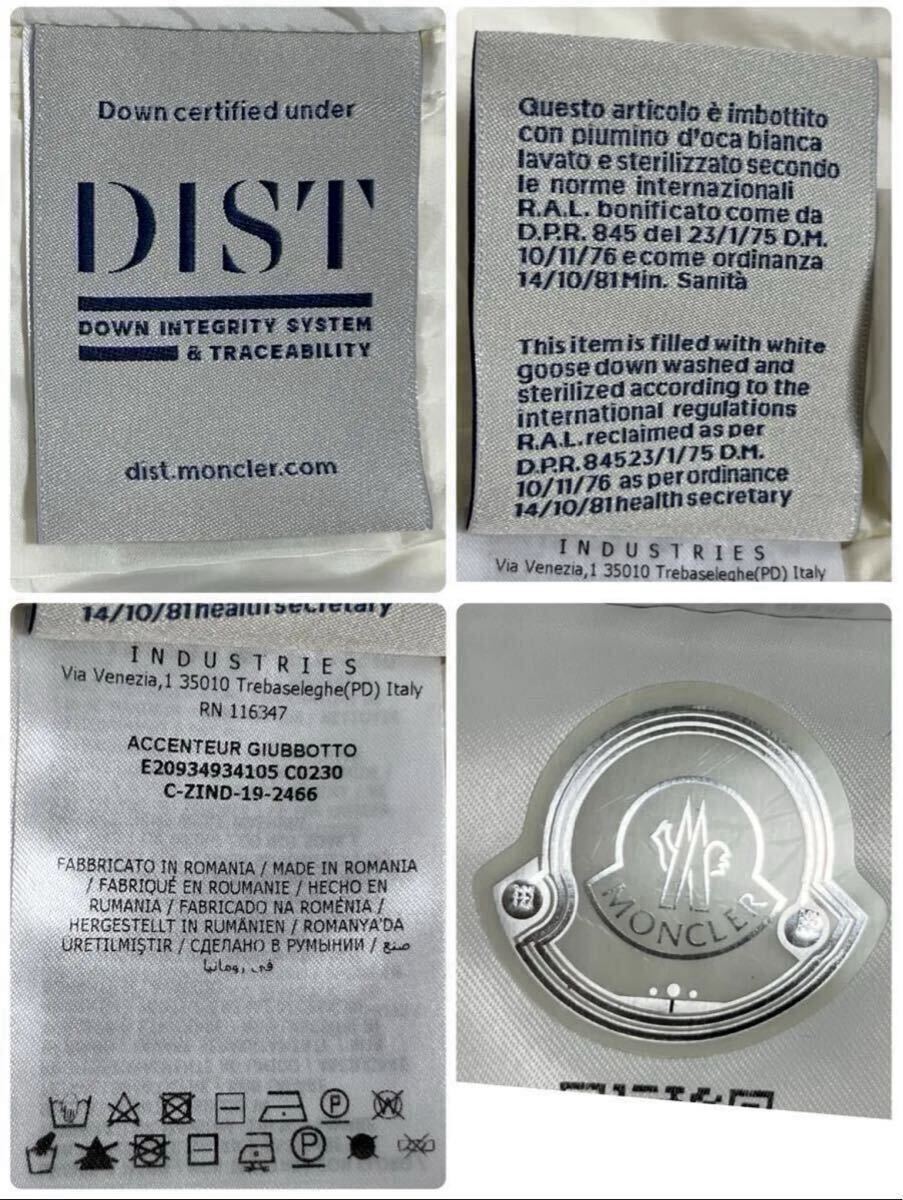 Down certified under
DIST
DOWN INTEGRITY SYSTEM
& TRACEABILITY
dist.moncler.com
Questo articolo è imbottito
con piumino d'oca bianca
lavato e sterilizzato secondo
le norme internazionali
R.A.L. bonificato come da
D.P.R. 845 del 23/1/75 D.M.
10/11/76 e come ordinanza
14/10/81 Min. Sanità
This item is filled with white
goose down washed and
sterilized according to the
international regulations
R.A.L. reclaimed as per
D.P.R. 84523/1/75 D.M.
10/11/76 as per ordinance
14/10/81 health secretary
INDUSTRIES
Via Venezia,1 35010 Trebaseleghe(PD) Italy
14/10/81 health secretary
INDUSTRIES
Via Venezia,1 35010 Trebaseleghe(PD) Italy
RN 116347
ACCENTEUR GIUBBOTTO
E20934934105 C0230
C-ZIND-19-2466
FABBRICATO IN ROMANIA / MADE IN ROMANIA
/ FABRIQUÉ EN ROUMANIE / HECHO EN
RUMANIA / FABRICADO NA ROMÉNIA /
HERGESTELLT IN RUMÄNIEN / ROMANYA'DA
ÜRETILMIŞTIR / СДЕЛАНО В РУМЫНИИ / صنع
في رومانيا
P
W
P
MONCLER